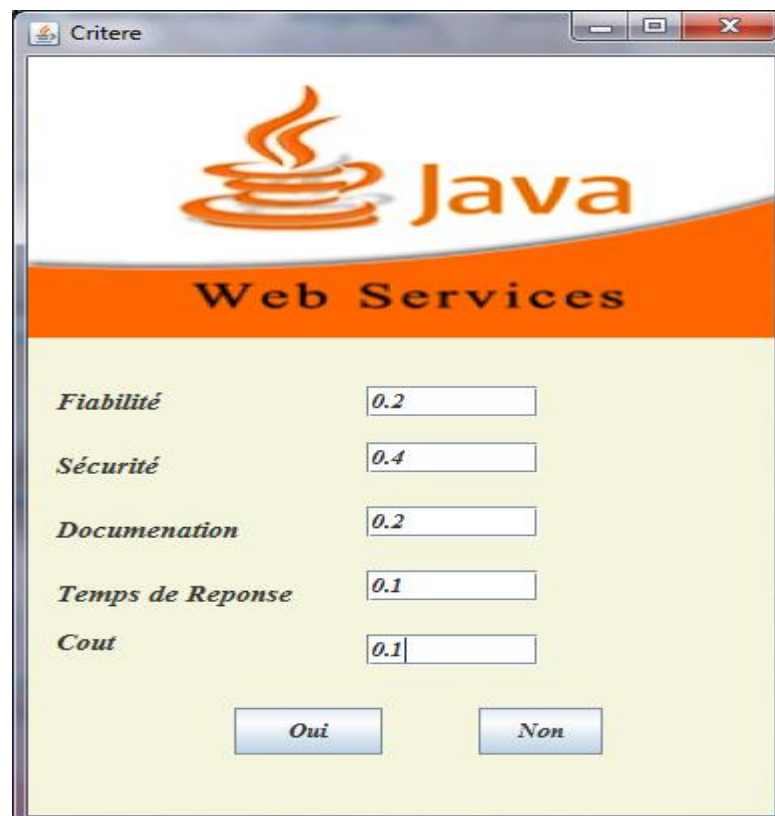 Critere
Java
Web Services
Fiabilité 0.2
Sécurité 0.4
Documenation 0.2
Temps de Reponse 0.1
Cout 0.1
Oui Non